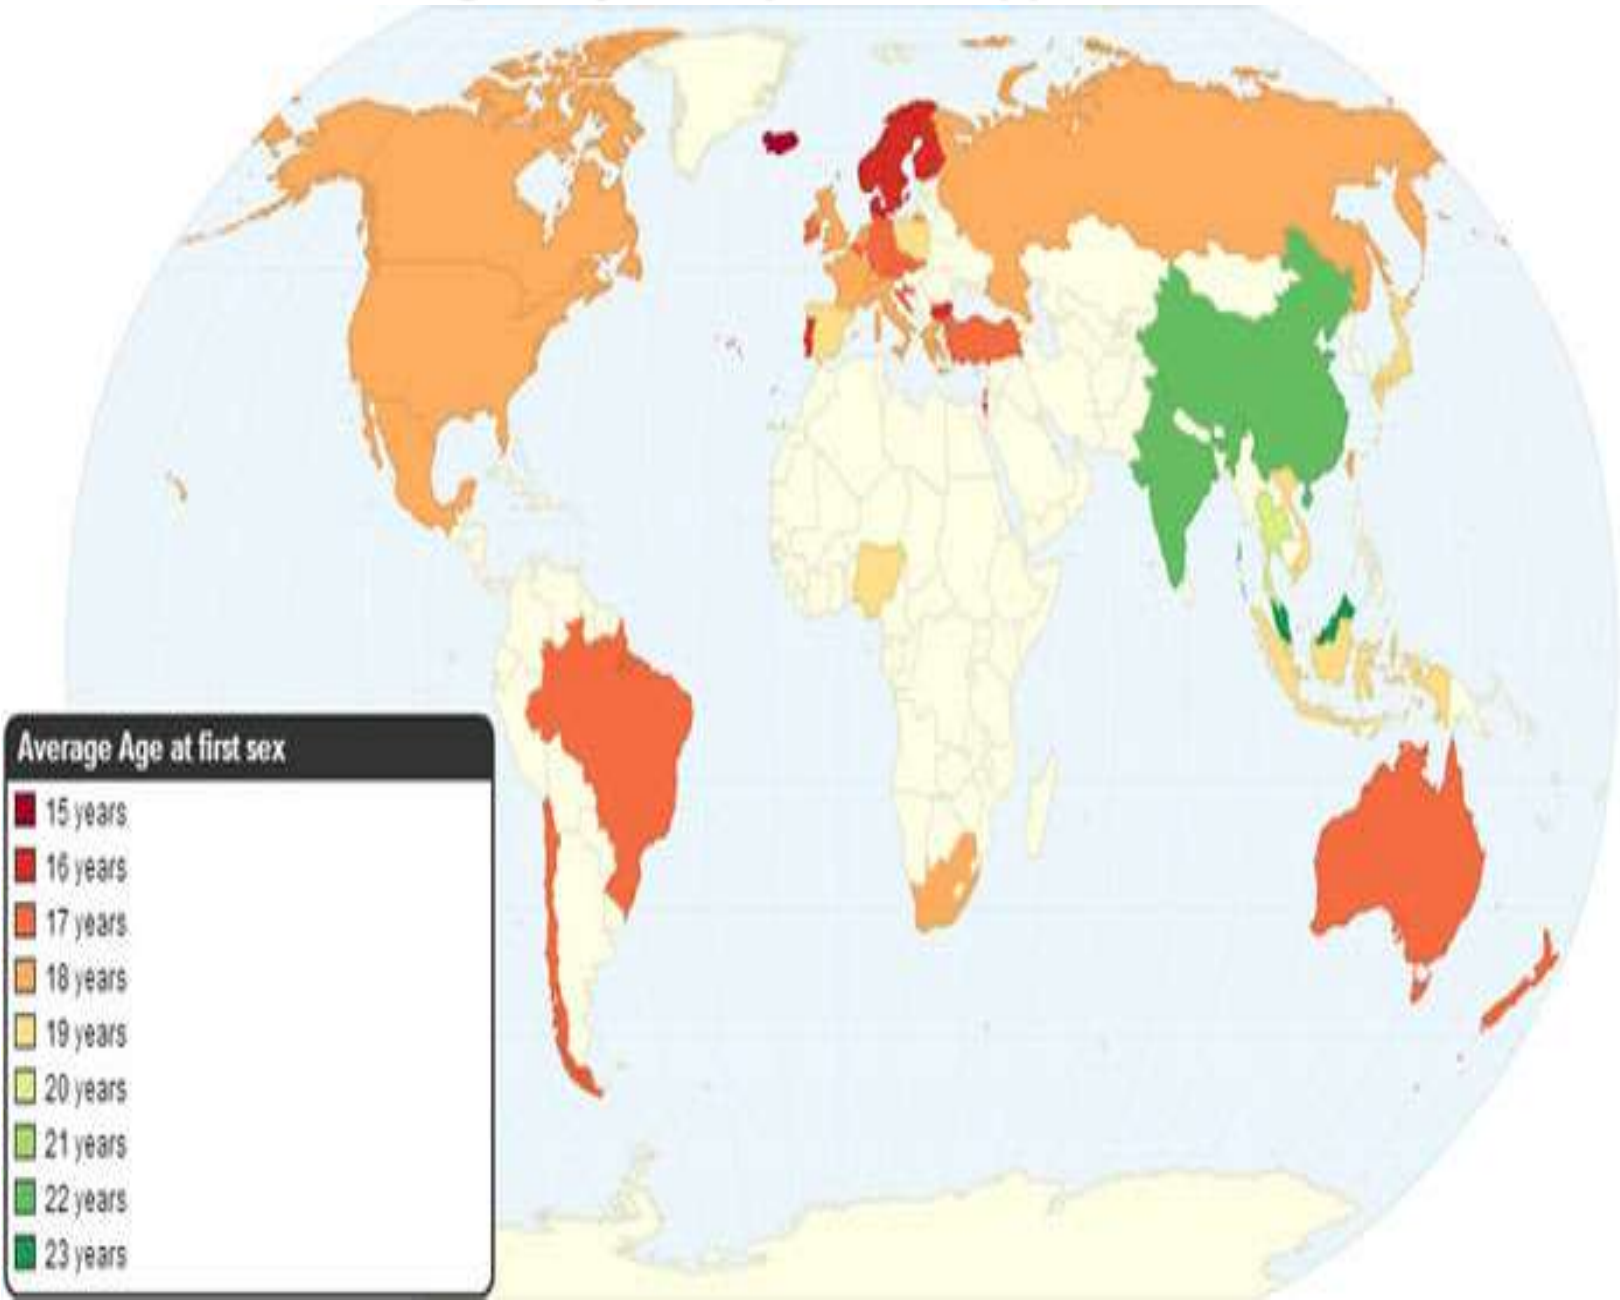 Average Age at first sex
15 years
16 years
17 years
18 years
19 years
20 years
21 years
22 years
23 years